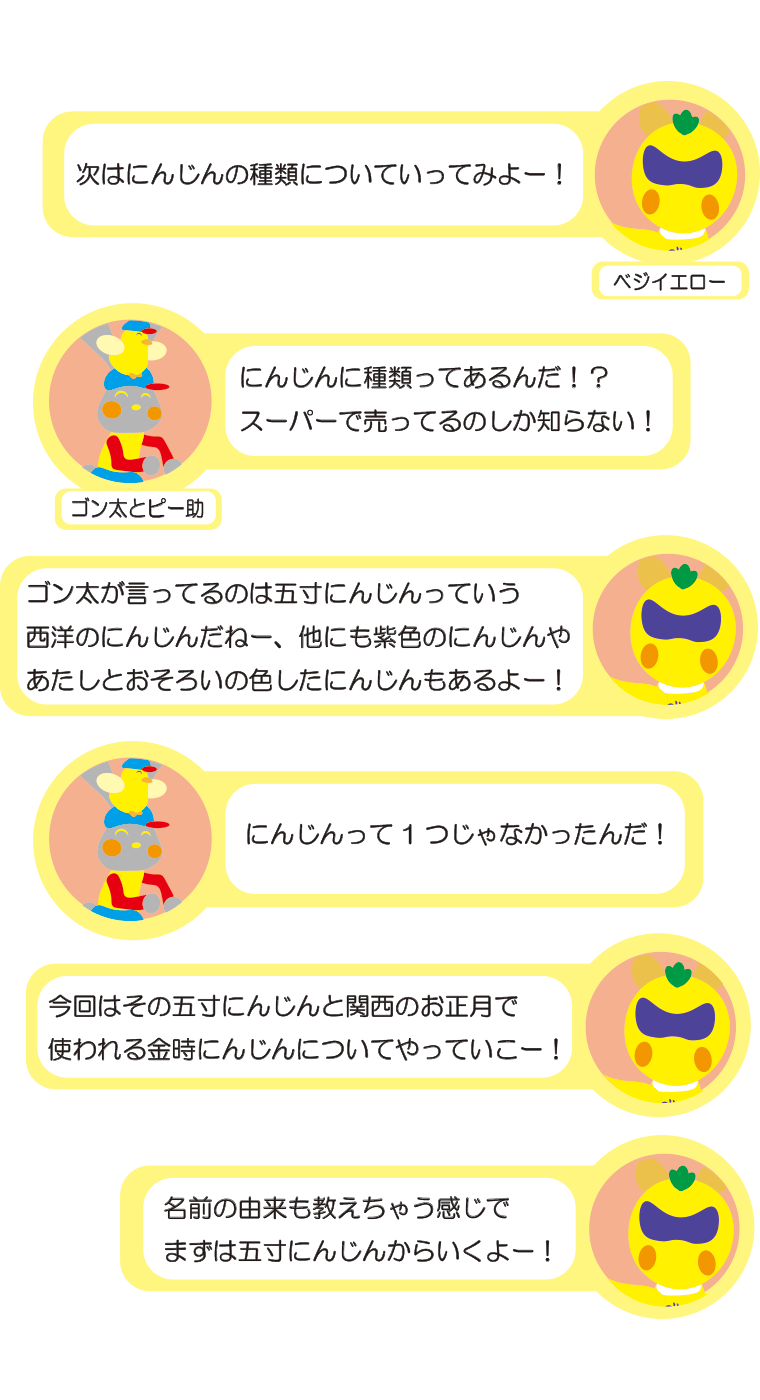 次はにんじんの種類についていってみよー！
ベジイエロー
にんじんに種類ってあるんだ！？
スーパーで売ってるのしか知らない！
ゴン太とピー助
ゴン太が言ってるのは五寸にんじんっていう
西洋のにんじんだねー、他にも紫色のにんじんや
あたしとおそろいの色したにんじんもあるよー！
にんじんって１つじゃなかったんだ！
今回はその五寸にんじんと関西のお正月で
使われる金時にんじんについてやっていこー！
名前の由来も教えちゃう感じで
まずは五寸にんじんからいくよー！